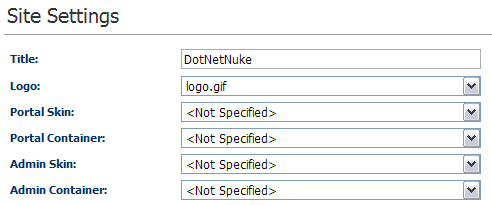 Site Settings
Title: DotNetNuke
Logo: logo.gif
Portal Skin: <Not Specified>
Portal Container: <Not Specified>
Admin Skin: <Not Specified>
Admin Container: <Not Specified>